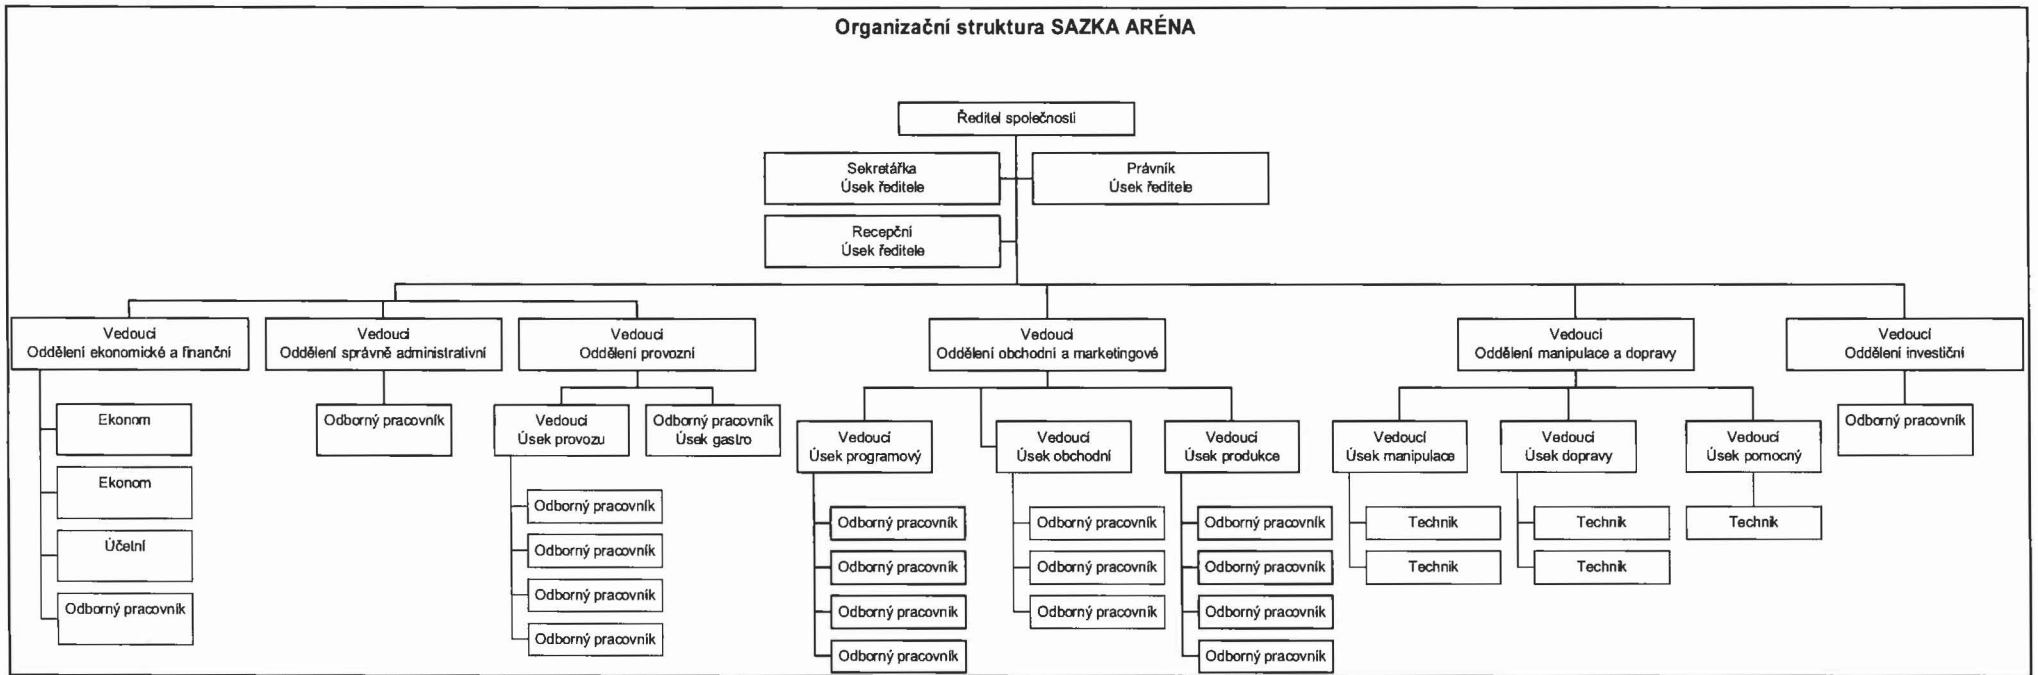 Organizační struktura SAZKA ARÉNA
Ředitel společnosti
Sekretářka
Úsek ředitele
Právník
Úsek ředitele
Recepční
Úsek ředitele
Vedoucí
Oddělení ekonomické a finanční
Vedoucí
Oddělení správně administrativní
Vedoucí
Oddělení provozní
Vedoucí
Oddělení obchodní a marketingové
Vedoucí
Oddělení manipulace a dopravy
Vedoucí
Oddělení investiční
Ekonom
Ekonom
Účetní
Odborný pracovník
Odborný pracovník
Vedoucí
Úsek provozu
Odborný pracovník
Úsek gastro
Odborný pracovník
Odborný pracovník
Odborný pracovník
Odborný pracovník
Vedoucí
Úsek programový
Odborný pracovník
Odborný pracovník
Odborný pracovník
Odborný pracovník
Vedoucí
Úsek obchodní
Odborný pracovník
Odborný pracovník
Odborný pracovník
Vedoucí
Úsek produkce
Odborný pracovník
Odborný pracovník
Odborný pracovník
Odborný pracovník
Vedoucí
Úsek manipulace
Technik
Technik
Vedoucí
Úsek dopravy
Technik
Technik
Vedoucí
Úsek pomocný
Technik
Odborný pracovník